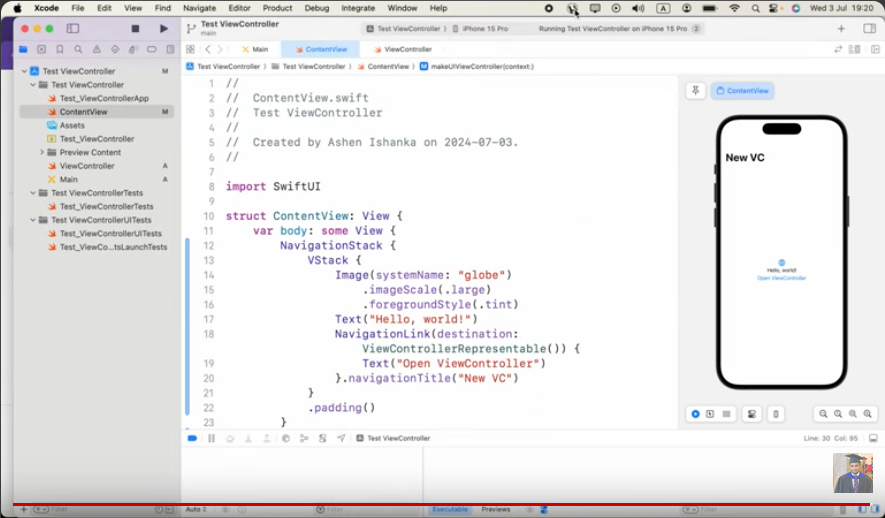 Xcode File Edit View Find Navigate Editor Product Debug Integrate Window Help A Wed 3 Jul 19:20
Test ViewController
main
Test ViewController iPhone 15 Pro
Running Test ViewController on iPhone 15 Pro 2
Main ContentView ViewController
Test ViewController Test ViewController ContentView M makeUIViewController(context:)
Test ViewController M
Test ViewController
Test_ViewControllerApp
ContentView M
Assets
Test_ViewController
Preview Content
ViewController A
Main A
Test ViewControllerTests
Test_ViewControllerTests
Test ViewControllerUITests
Test_ViewControllerUITests
Test_ViewCo...tsLaunchTests
1 //
2 // ContentView.swift
3 // Test ViewController
4 //
5 // Created by Ashen Ishanka on 2024-07-03.
6 //
7
8 import SwiftUI
9
10 struct ContentView: View {
11 var body: some View {
12 NavigationStack {
13 VStack {
14 Image(systemName: "globe")
15 .imageScale(.large)
16 .foregroundStyle(.tint)
17 Text("Hello, world!")
18 NavigationLink(destination:
ViewControllerRepresentable()) {
19 Text("Open ViewController")
20 }.navigationTitle("New VC")
21 }
22 .padding()
23 }
ContentView
New VC
Hello, world!
Open ViewController
Test ViewController
Line: 30 Col: 95
Filter
Auto
Filter
Executable Previews
Filter